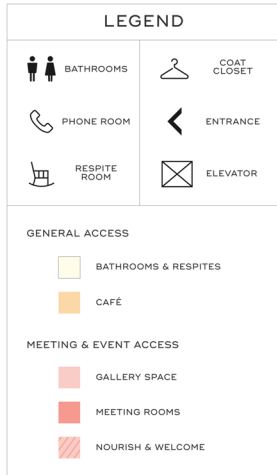 LEGEND
BATHROOMS
COAT
CLOSET
PHONE ROOM
ENTRANCE
RESPITE
ROOM
ELEVATOR
GENERAL ACCESS
BATHROOMS & RESPITES
CAFÉ
MEETING & EVENT ACCESS
GALLERY SPACE
MEETING ROOMS
NOURISH & WELCOME